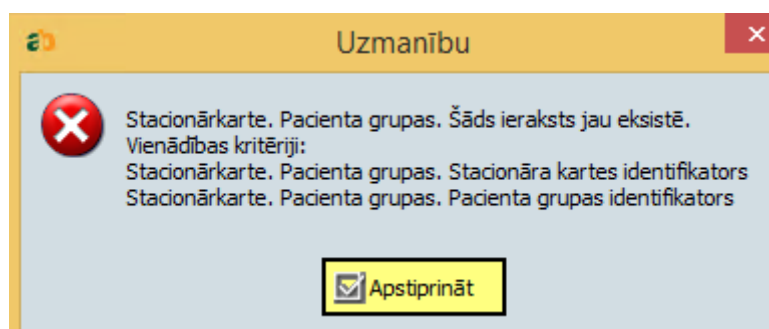 ab
Uzmanību
Stacionārkarte. Pacienta grupas. Šāds ieraksts jau eksistē.
Vienādības kritēriji:
Stacionārkarte. Pacienta grupas. Stacionāra kartes identifikators
Stacionārkarte. Pacienta grupas. Pacienta grupas identifikators
Apstiprināt